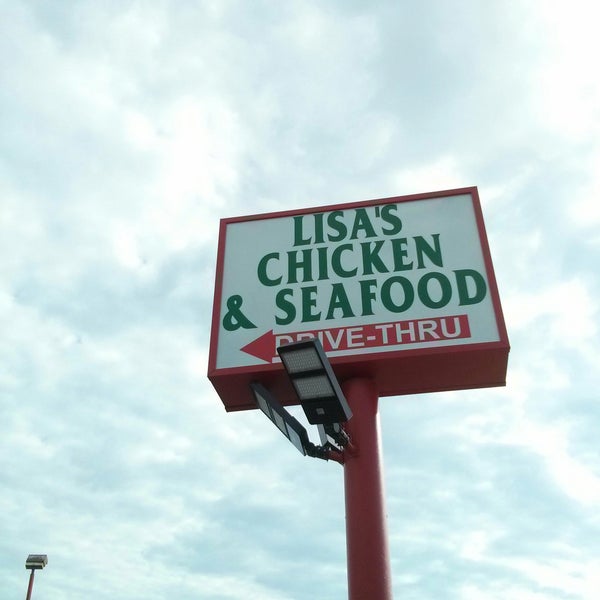 LISA'S
CHICKEN
& SEAFOOD
DRIVE-THRU